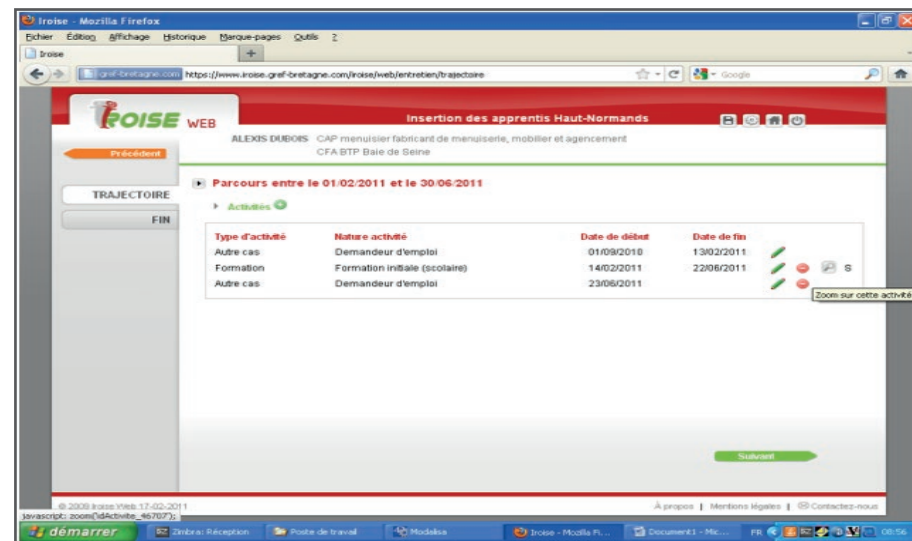 Iroise - Mozilla Firefox
Fichier Édition Affichage Historique Marque-pages Outils ?
Iroise +
gref-bretagne.com https://www.iroise.gref-bretagne.com/iroise/web/entretien/trajectoire Google
IROISE WEB Insertion des apprentis Haut-Normands
ALEXIS DUBOIS CAP menuisier fabricant de menuiserie, mobilier et agencement
CFA BTP Baie de Seine
Précédent
TRAJECTOIRE
FIN
Parcours entre le 01/02/2011 et le 30/06/2011
Activités
Type d'activité Nature activité Date de début Date de fin
Autre cas Demandeur d'emploi 01/09/2010 13/02/2011
Formation Formation initiale (scolaire) 14/02/2011 22/06/2011 S
Autre cas Demandeur d'emploi 23/06/2011
Zoom sur cette activité
Suivant
© 2009 Iroise Web 17-02-2011 À propos | Mentions légales | Contactez-nous
javascript: zoom('idActivite_46707');
démarrer Zimbra: Réception Poste de travail Modalisa Iroise - Mozilla Fi... Document1 - Mic... FR 08:56